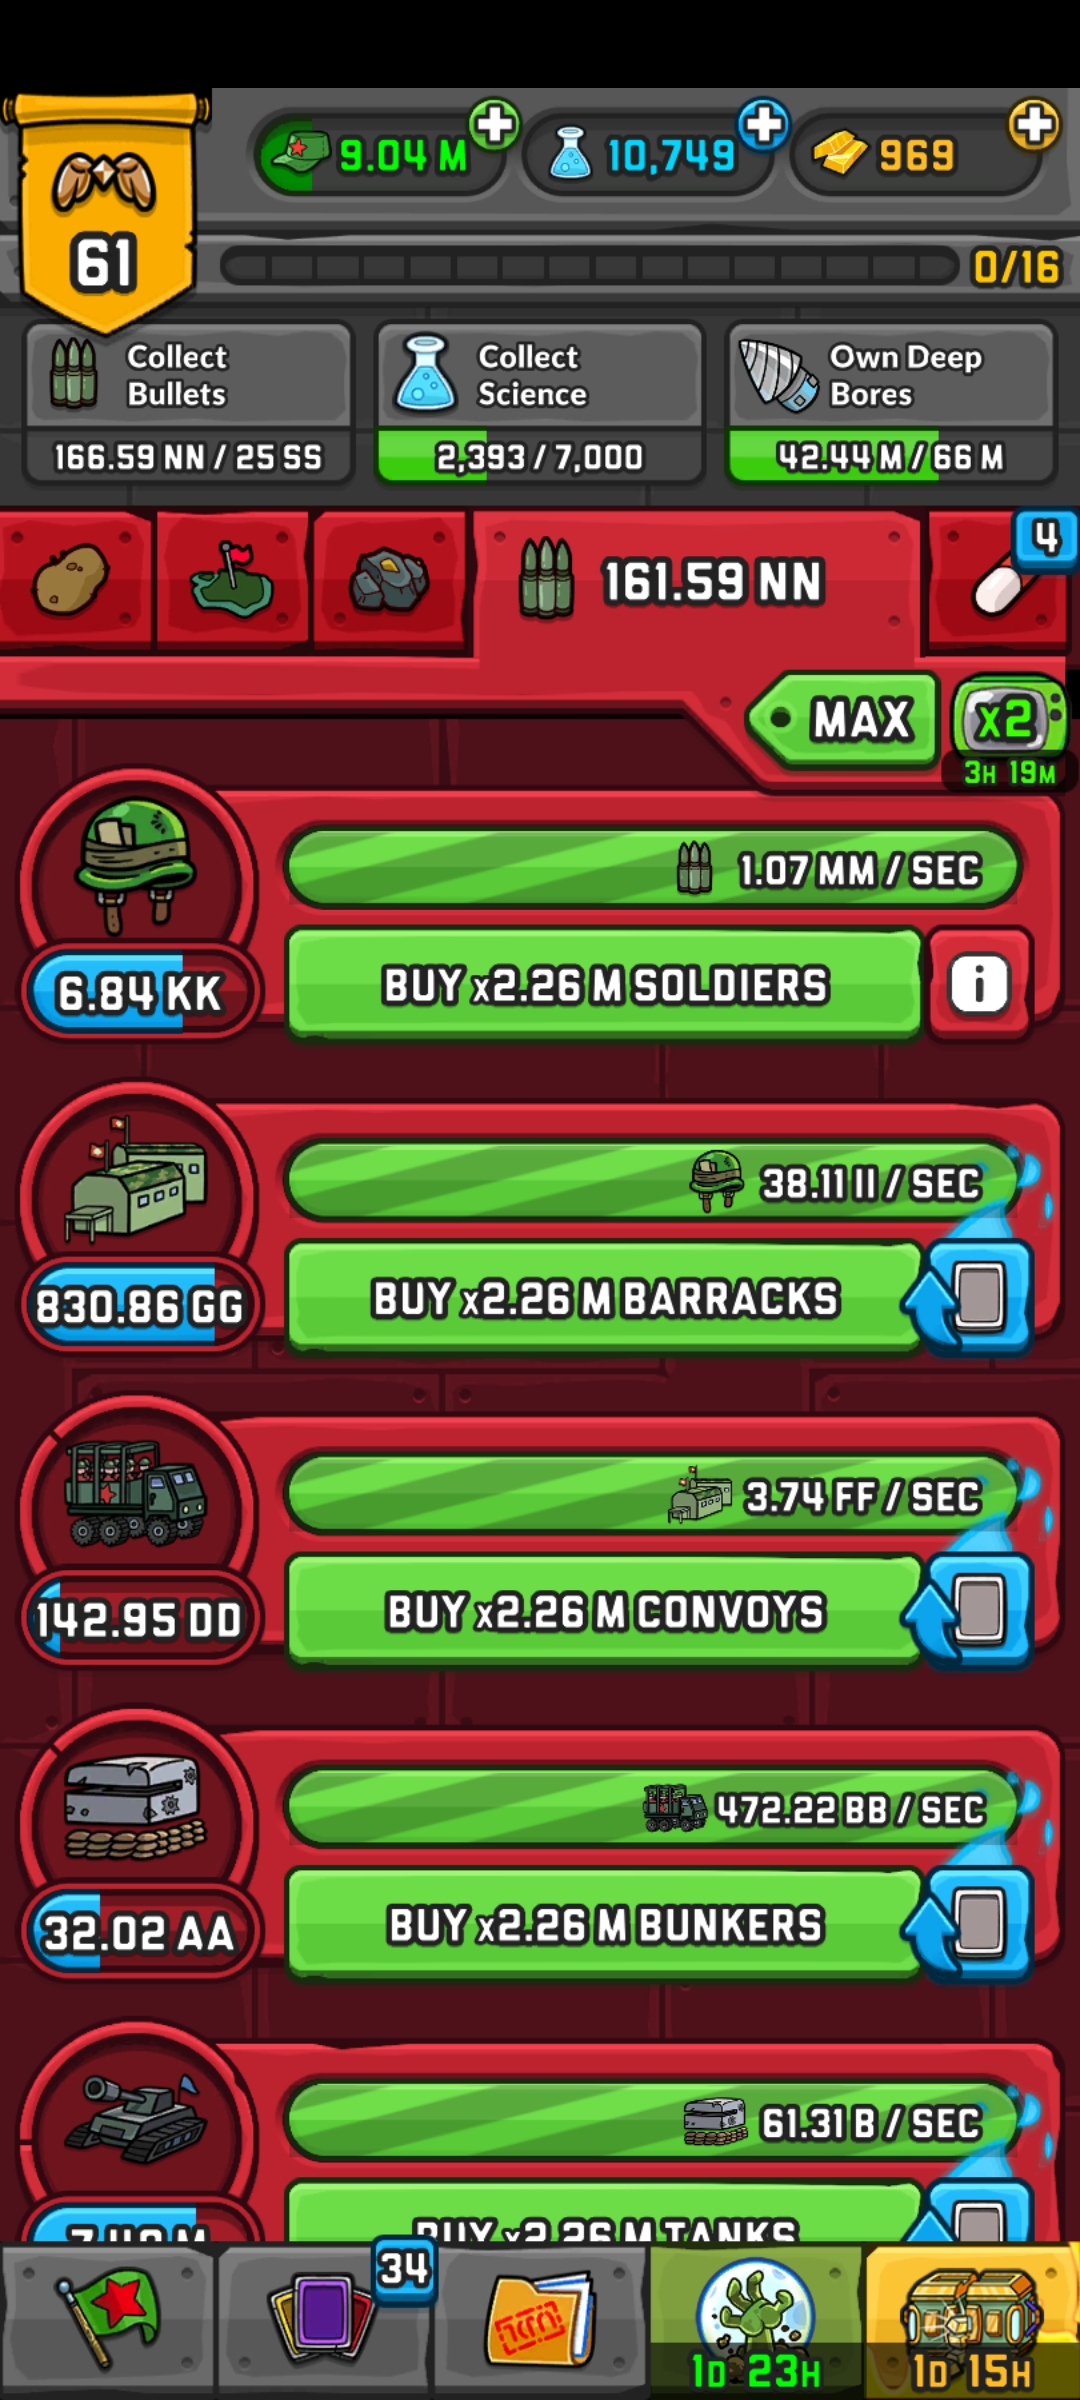 9.04 M
10,749
969
61
0/16
Collect
Bullets
166.59 NN / 25 SS
Collect
Science
2,393 / 7,000
Own Deep
Bores
42.44 M / 66 M
161.59 NN
4
MAX
x2
3H 19M
1.07 MM / SEC
6.84 KK
BUY x2.26 M SOLDIERS
i
38.11 II / SEC
830.86 GG
BUY x2.26 M BARRACKS
3.74 FF / SEC
142.95 DD
BUY x2.26 M CONVOYS
472.22 BB / SEC
32.02 AA
BUY x2.26 M BUNKERS
61.31 B / SEC
BUY x2.26 M TANKS
34
1D 23H
1D 15H